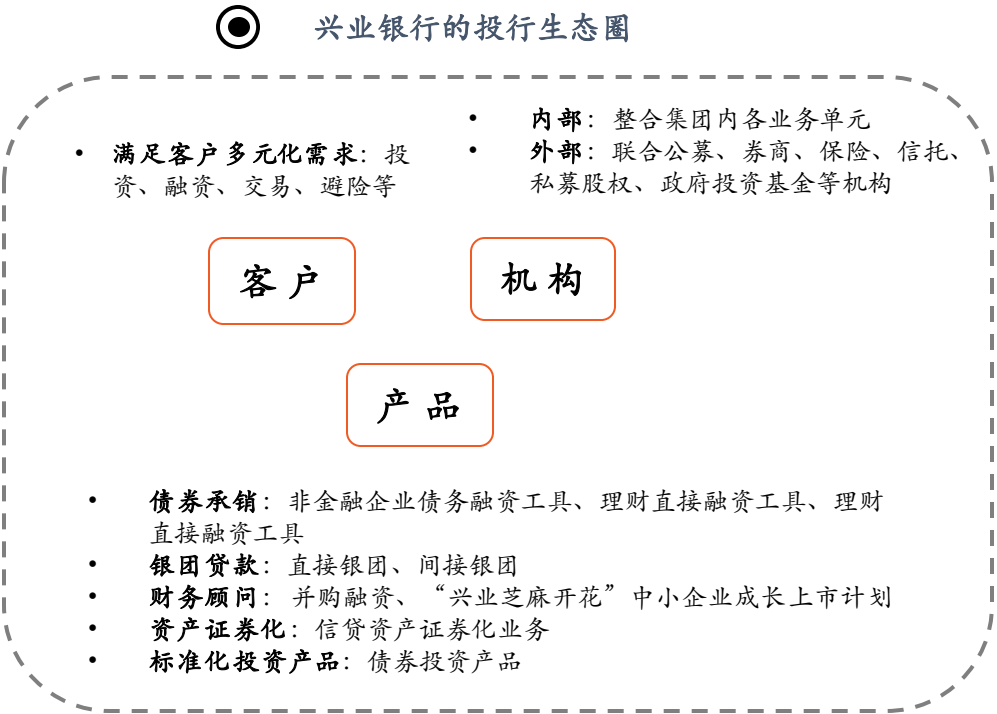 兴业银行的投行生态圈
• 满足客户多元化需求：投
资、融资、交易、避险等
• 内部：整合集团内各业务单元
• 外部：联合公募、券商、保险、信托、
私募股权、政府投资基金等机构
客 户
机 构
产 品
• 债券承销：非金融企业债务融资工具、理财直接融资工具、理财
直接融资工具
• 银团贷款：直接银团、间接银团
• 财务顾问：并购融资、“兴业芝麻开花”中小企业成长上市计划
• 资产证券化：信贷资产证券化业务
• 标准化投资产品：债券投资产品